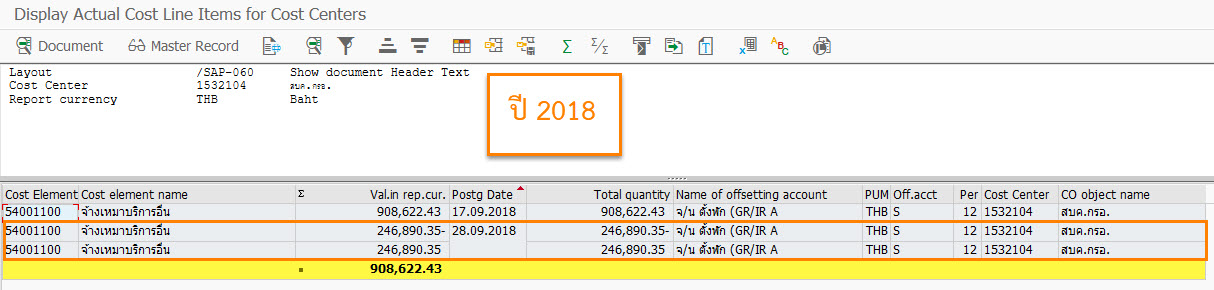 Display Actual Cost Line Items for Cost Centers
Document Master Record
Layout /SAP-060 Show document Header Text
Cost Center 1532104 สบค.กรอ.
Report currency THB Baht
ปี 2018
Cost Element Cost element name Σ Val.in rep.cur. Postg Date Total quantity Name of offsetting account PUM Off.acct Per Cost Center CO object name
54001100 จ้างเหมาบริการอื่น 908,622.43 17.09.2018 908,622.43 จ/น ตั้งพัก (GR/IR A THB S 12 1532104 สบค.กรอ.
54001100 จ้างเหมาบริการอื่น 246,890.35- 28.09.2018 246,890.35- จ/น ตั้งพัก (GR/IR A THB S 12 1532104 สบค.กรอ.
54001100 จ้างเหมาบริการอื่น 246,890.35 246,890.35 จ/น ตั้งพัก (GR/IR A THB S 12 1532104 สบค.กรอ.
908,622.43